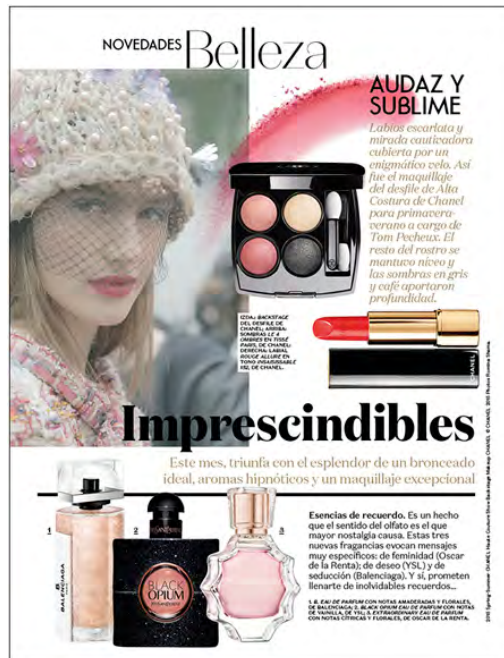 NOVEDADES Belleza
AUDAZ Y
SUBLIME
Labios escarlata y
mirada cautivadora
cubierta por un
enigmático velo. Así
fue el maquillaje
del desfile de Alta
Costura de Chanel
para primavera-
verano a cargo de
Tom Pecheux. El
resto del rostro se
mantuvo níveo y
las sombras en gris
y café aportaron
profundidad.
IZDA.: BACKSTAGE
DEL DESFILE DE
CHANEL; ARRIBA:
SOMBRAS LE 4
OMBRES EN TISSÉ
PARIS, DE CHANEL;
DERECHA: LABIAL
ROUGE ALLURE EN
TONO INSAISISSABLE
152, DE CHANEL.
CHANEL
Imprescindibles
Este mes, triunfa con el esplendor de un bronceado
ideal, aromas hipnóticos y un maquillaje excepcional
1
2
3
B
BALENCIAGA
BLACK
OPIUM
Esencias de recuerdo. Es un hecho
que el sentido del olfato es el que
mayor nostalgia causa. Estas tres
nuevas fragancias evocan mensajes
muy específicos: de feminidad (Oscar
de la Renta); de deseo (YSL) y de
seducción (Balenciaga). Y sí, prometen
llenarte de inolvidables recuerdos...
1. B. EAU DE PARFUM CON NOTAS AMADERADAS Y FLORALES,
DE BALENCIAGA; 2. BLACK OPIUM EAU DE PARFUM CON NOTAS
DE VAINILLA, DE YSL; 3. EXTRAORDINARY EAU DE PARFUM
CON NOTAS CÍTRICAS Y FLORALES, DE OSCAR DE LA RENTA.